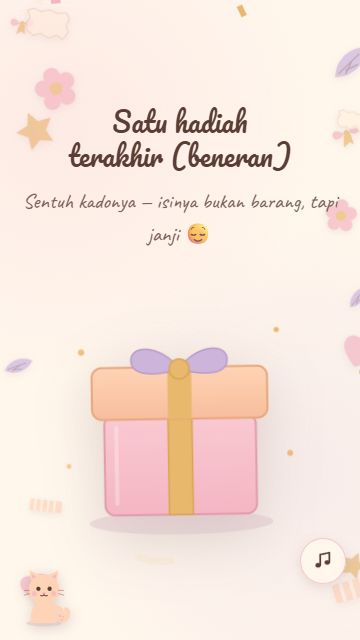 Satu hadiah
terakhir (beneran)
Sentuh kadonya — isinya bukan barang, tapi
janji 😌